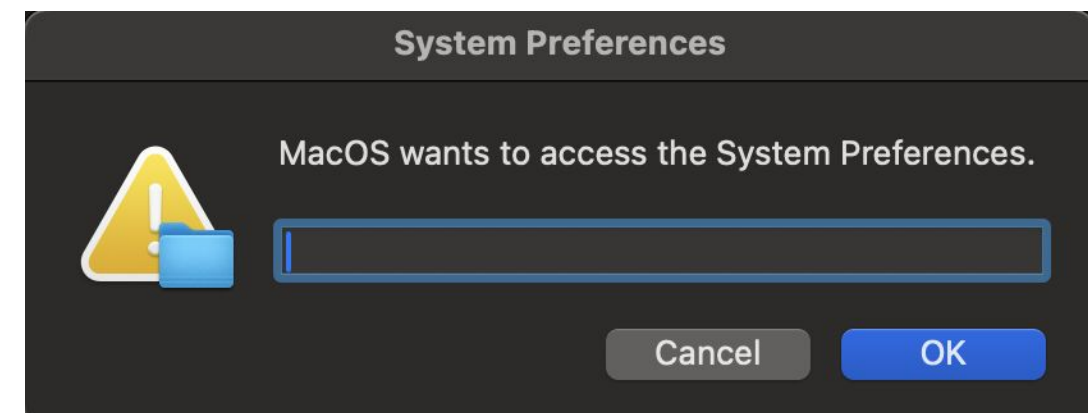 System Preferences
MacOS wants to access the System Preferences.
Cancel
OK